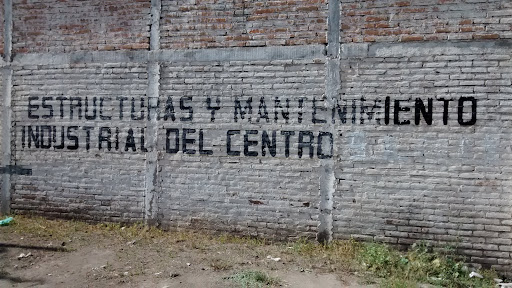 ESTRUCTURAS Y MANTENIMIENTO
INDUSTRIAL DEL CENTRO